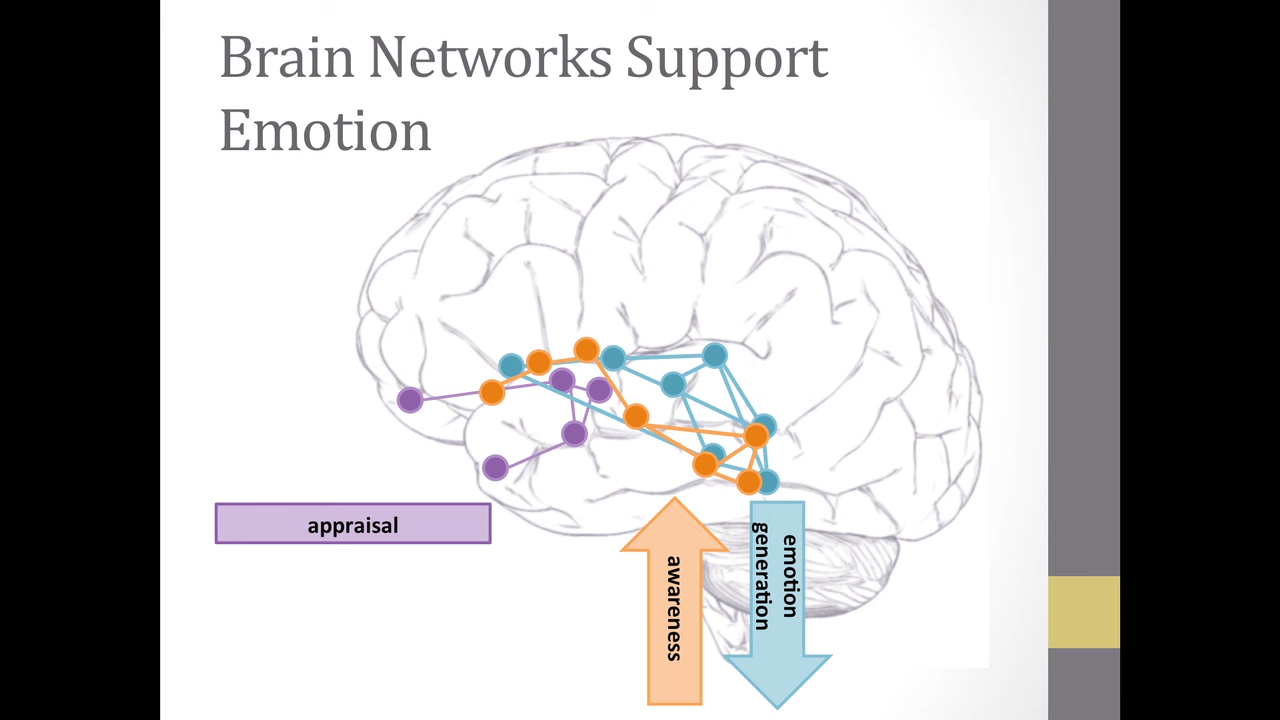 Brain Networks Support
Emotion
appraisal
awareness
emotion
generation